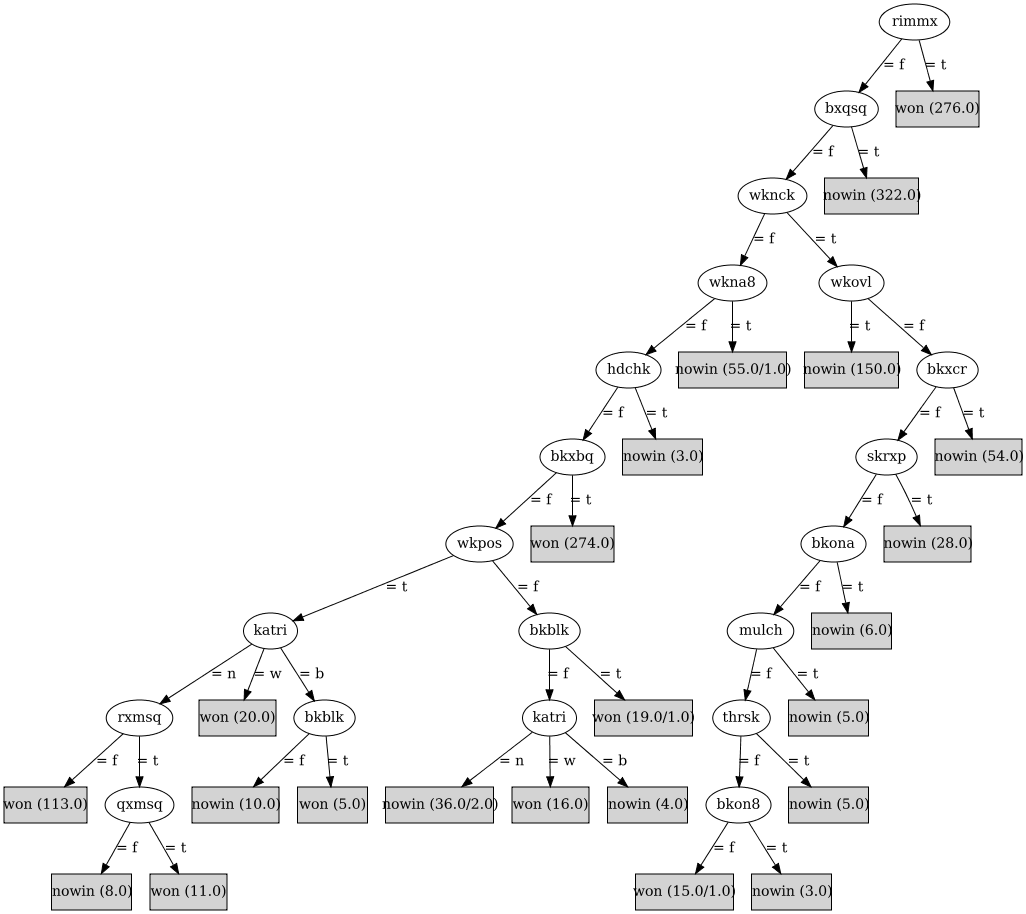 rimmx
= f
= t
bxqsq
won (276.0)
= f
= t
wknck
nowin (322.0)
= f
= t
wkna8
wkovl
= f
= t
= t
= f
hdchk
nowin (55.0/1.0)
nowin (150.0)
bkxcr
= f
= t
= f
= t
bkxbq
nowin (3.0)
skrxp
nowin (54.0)
= f
= t
= f
= t
wkpos
won (274.0)
bkona
nowin (28.0)
= t
= f
= f
= t
katri
bkblk
mulch
nowin (6.0)
= n
= w
= b
= f
= t
= f
= t
rxmsq
won (20.0)
bkblk
katri
won (19.0/1.0)
thrsk
nowin (5.0)
= f
= t
= f
= t
= n
= w
= b
= f
= t
won (113.0)
qxmsq
nowin (10.0)
won (5.0)
nowin (36.0/2.0)
won (16.0)
nowin (4.0)
bkon8
nowin (5.0)
= f
= t
= f
= t
nowin (8.0)
won (11.0)
won (15.0/1.0)
nowin (3.0)